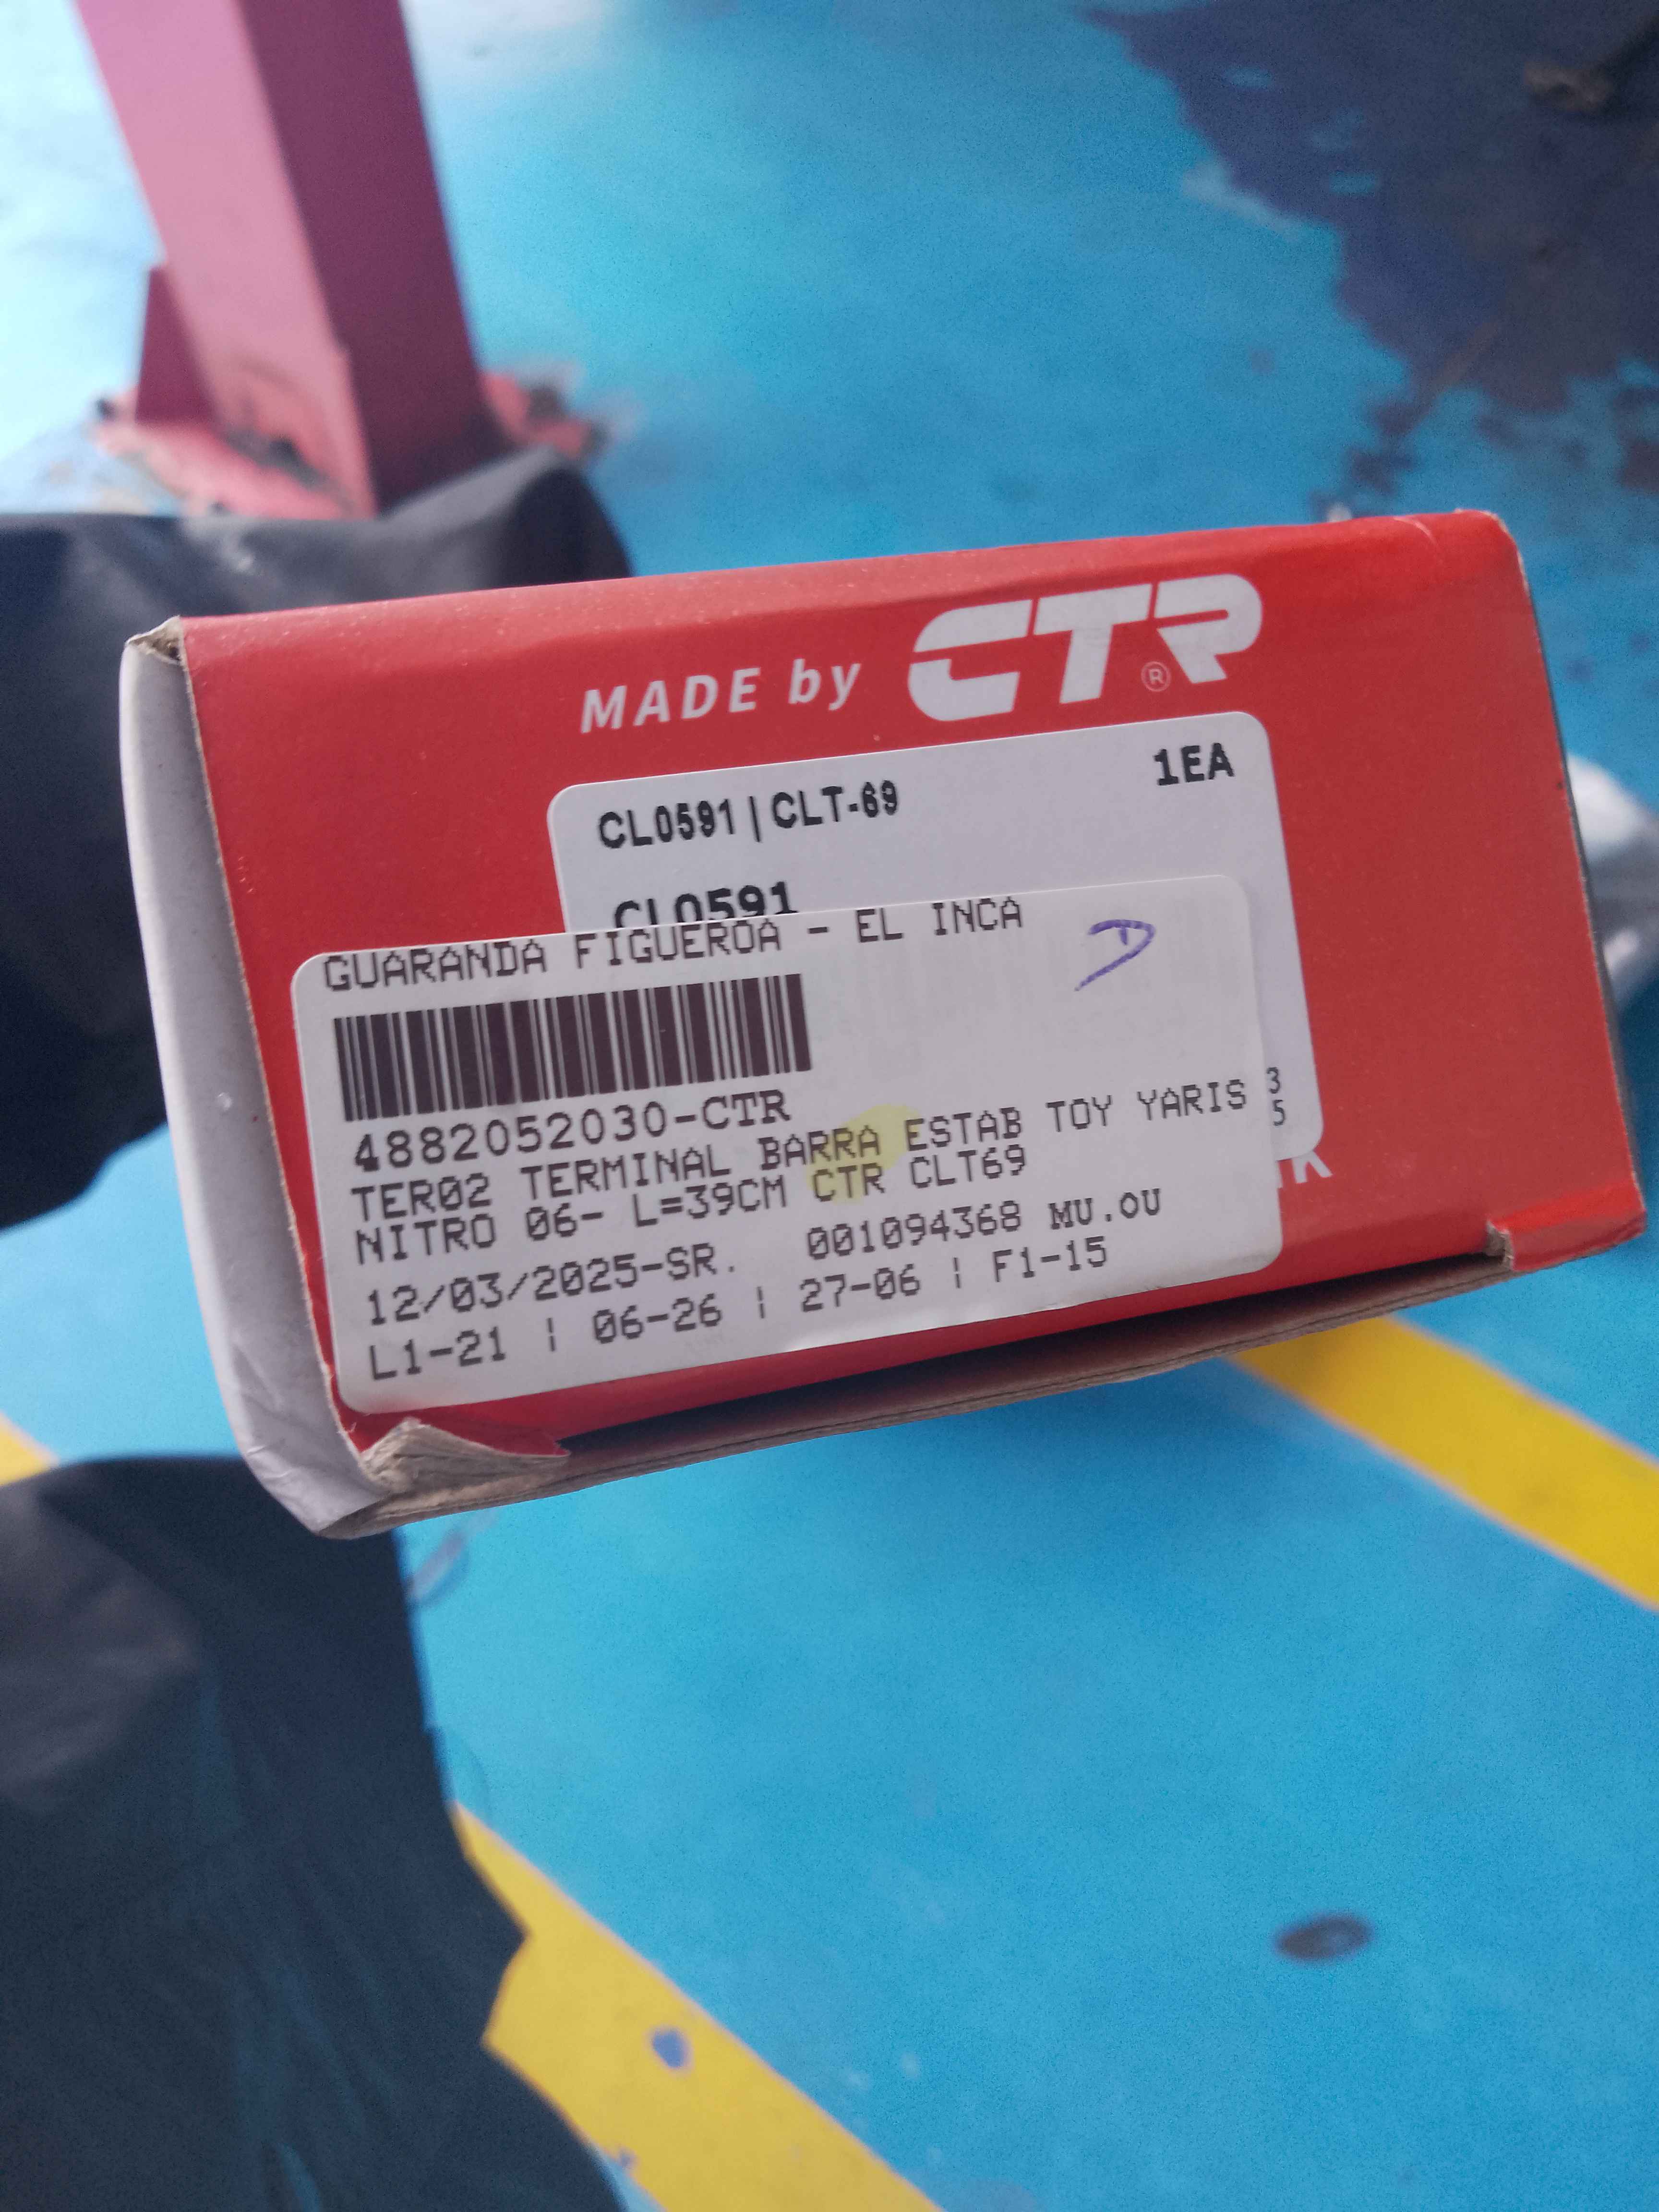 MADE by CTR®
CL0591 | CLT-69 1EA
CL0591
GUARANDA FIGUEROA - EL INCA
4882052030-CTR
TER02 TERMINAL BARRA ESTAB TOY YARIS
NITRO 06- L=39CM CTR CLT69
12/03/2025-SR. 001094368 MU.OU
L1-21 ¦ 06-26 ¦ 27-06 ¦ F1-15
3
5